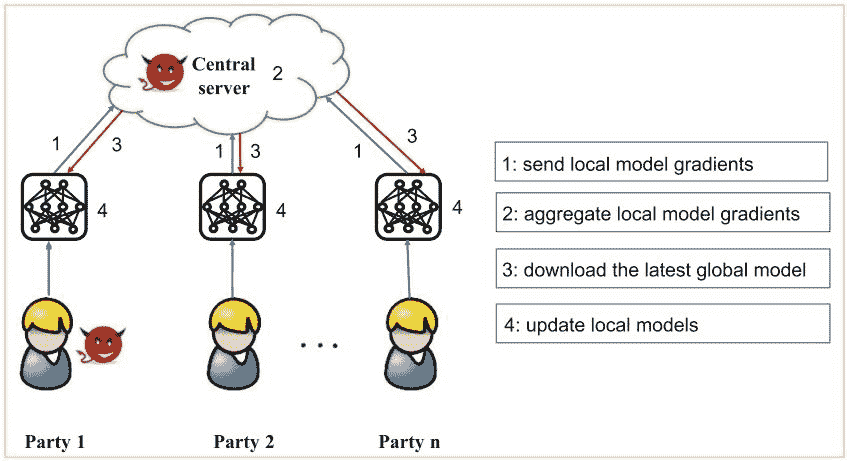 Central
server
2
1
3
1
3
1
3
4
4
4
1: send local model gradients
2: aggregate local model gradients
3: download the latest global model
4: update local models
. . .
Party 1
Party 2
Party n